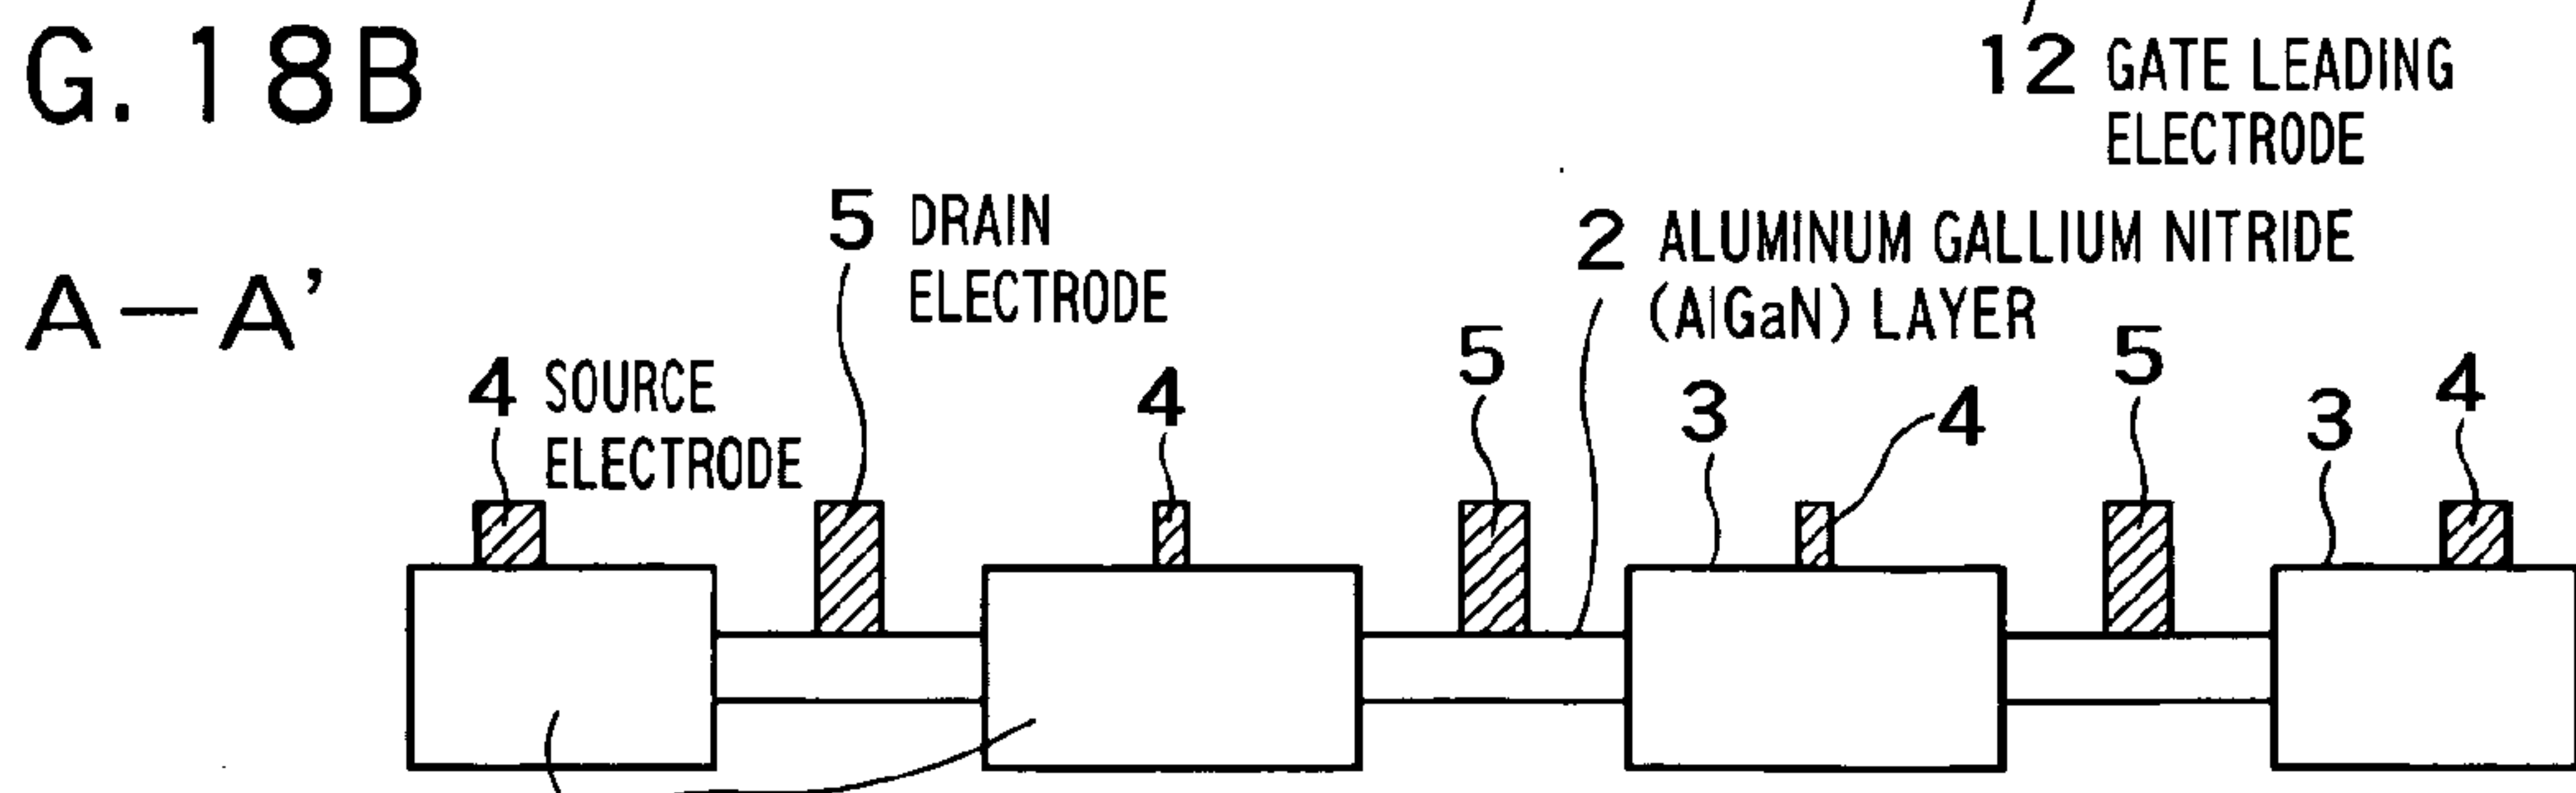 G. 18B
12 GATE LEADING
ELECTRODE
A-A'
5 DRAIN
ELECTRODE
2 ALUMINUM GALLIUM NITRIDE
(AlGaN) LAYER
4 SOURCE
ELECTRODE
4
5
3
4
5
3
4